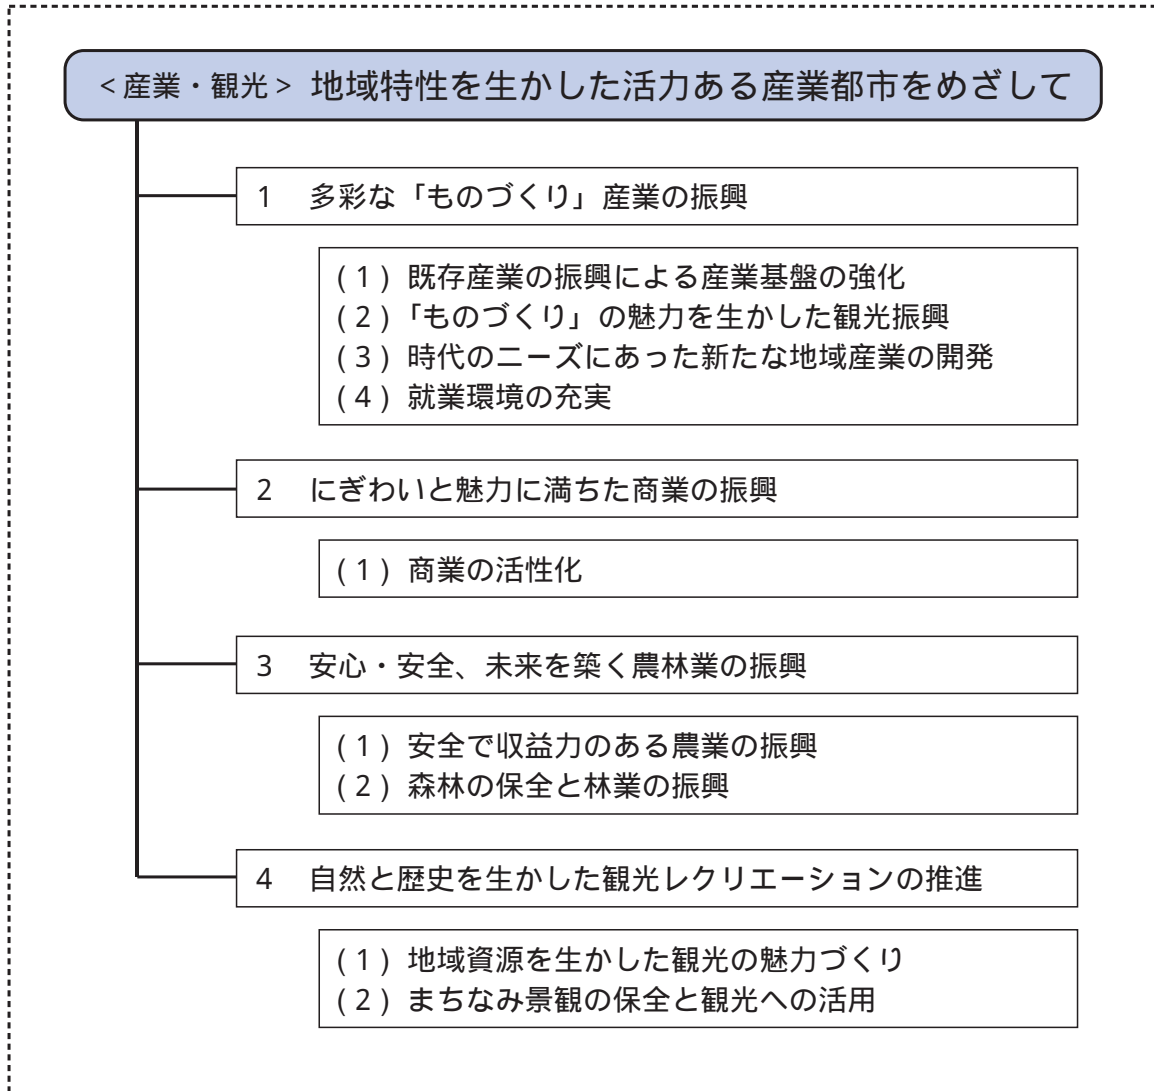 <産業・観光> 地域特性を生かした活力ある産業都市をめざして
1 多彩な「ものづくり」産業の振興
(1)既存産業の振興による産業基盤の強化
(2)「ものづくり」の魅力を生かした観光振興
(3)時代のニーズにあった新たな地域産業の開発
(4)就業環境の充実
2 にぎわいと魅力に満ちた商業の振興
(1)商業の活性化
3 安心・安全、未来を築く農林業の振興
(1)安全で収益力のある農業の振興
(2)森林の保全と林業の振興
4 自然と歴史を生かした観光レクリエーションの推進
(1)地域資源を生かした観光の魅力づくり
(2)まちなみ景観の保全と観光への活用